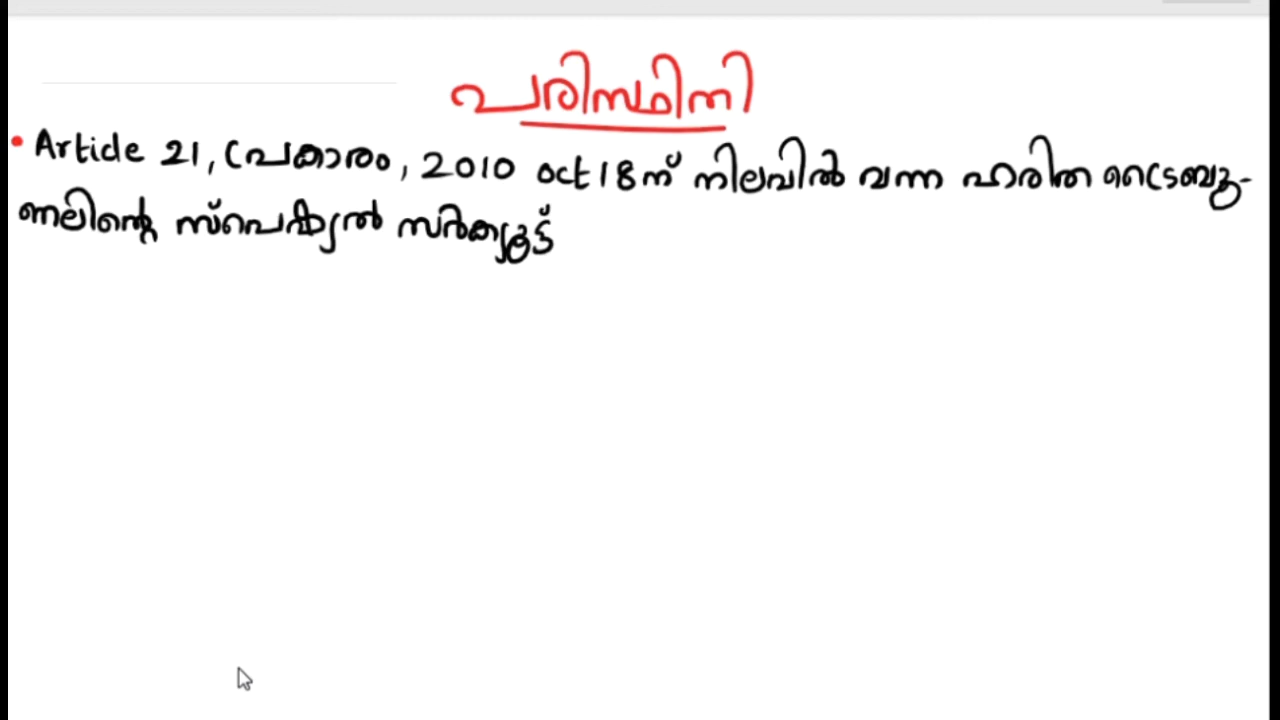 പരിസ്ഥിതി
• Article 21, പ്രകാരം, 2010 oct 18ന് നിലവിൽ വന്ന ഹരിത ട്രൈബ്യു-
ണലിന്റെ സ്പെഷ്യൽ സർക്യൂട്ട്